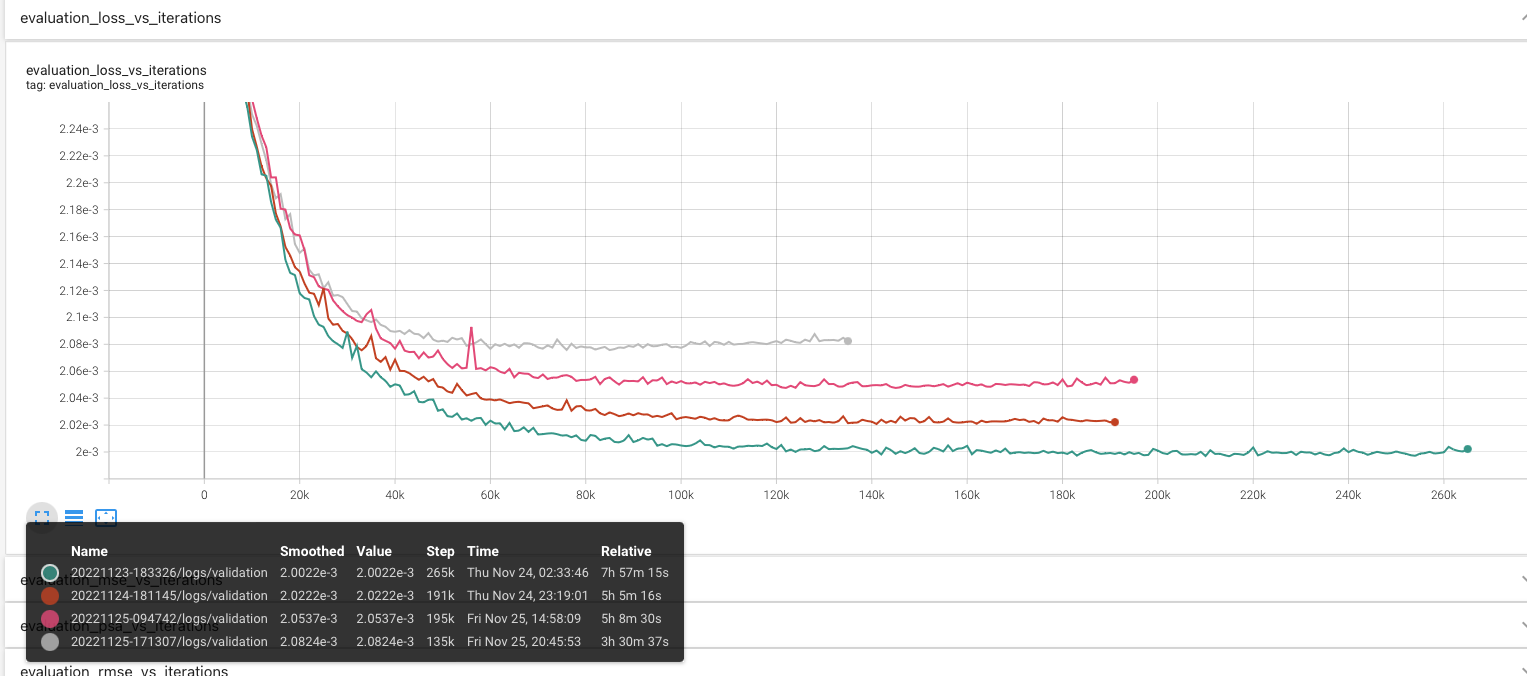 evaluation_loss_vs_iterations
evaluation_loss_vs_iterations
tag: evaluation_loss_vs_iterations
2.24e-3
2.22e-3
2.2e-3
2.18e-3
2.16e-3
2.14e-3
2.12e-3
2.1e-3
2.08e-3
2.06e-3
2.04e-3
2.02e-3
2e-3
0 20k 40k 60k 80k 100k 120k 140k 160k 180k 200k 220k 240k 260k
Name Smoothed Value Step Time Relative
20221123-183326/logs/validation 2.0022e-3 2.0022e-3 265k Thu Nov 24, 02:33:46 7h 57m 15s
evaluation_mse_vs_iterations
20221124-181145/logs/validation 2.0222e-3 2.0222e-3 191k Thu Nov 24, 23:19:01 5h 5m 16s
20221125-094742/logs/validation 2.0537e-3 2.0537e-3 195k Fri Nov 25, 14:58:09 5h 8m 30s
evaluation_psa_vs_iterations
20221125-171307/logs/validation 2.0824e-3 2.0824e-3 135k Fri Nov 25, 20:45:53 3h 30m 37s
evaluation_rmse_vs_iterations